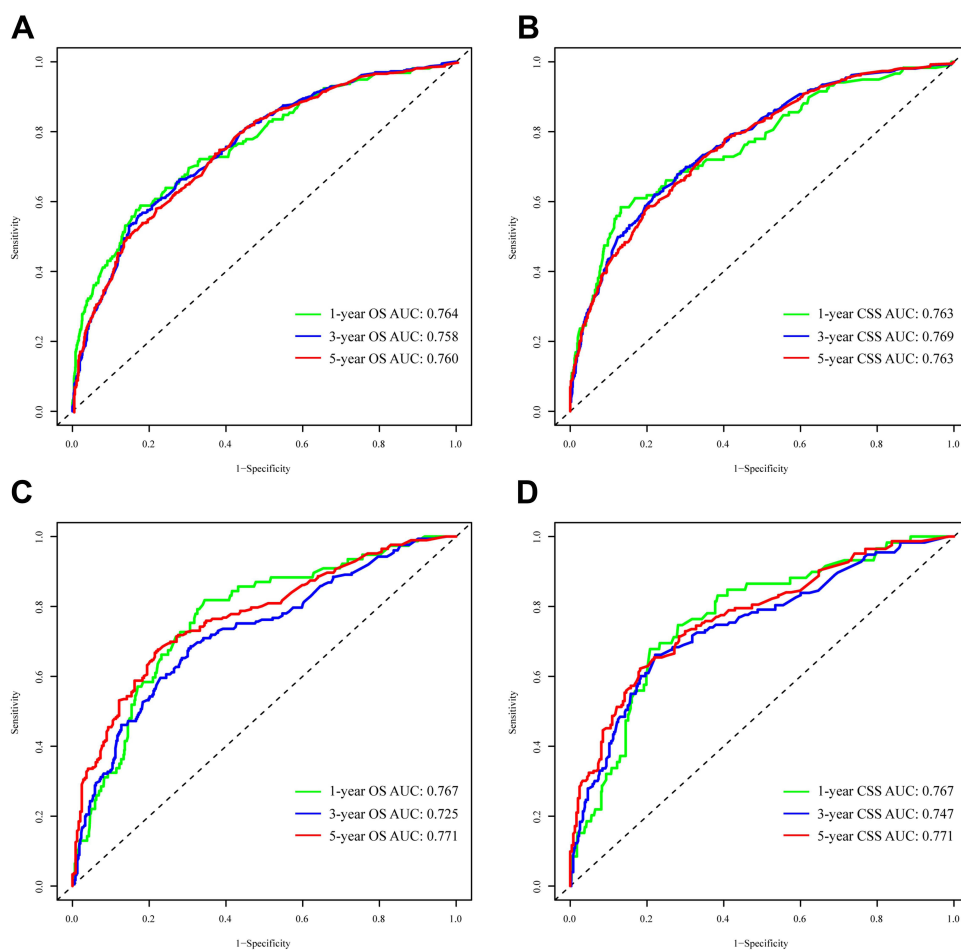 A
1.0
0.8
0.6
0.4
0.2
0.0
Sensitivity
1-year OS AUC: 0.764
3-year OS AUC: 0.758
5-year OS AUC: 0.760
0.0 0.2 0.4 0.6 0.8 1.0
1−Specificity
B
1.0
0.8
0.6
0.4
0.2
0.0
Sensitivity
1-year CSS AUC: 0.763
3-year CSS AUC: 0.769
5-year CSS AUC: 0.763
0.0 0.2 0.4 0.6 0.8 1.0
1−Specificity
C
1.0
0.8
0.6
0.4
0.2
0.0
Sensitivity
1-year OS AUC: 0.767
3-year OS AUC: 0.725
5-year OS AUC: 0.771
0.0 0.2 0.4 0.6 0.8 1.0
1−Specificity
D
1.0
0.8
0.6
0.4
0.2
0.0
Sensitivity
1-year CSS AUC: 0.767
3-year CSS AUC: 0.747
5-year CSS AUC: 0.771
0.0 0.2 0.4 0.6 0.8 1.0
1−Specificity